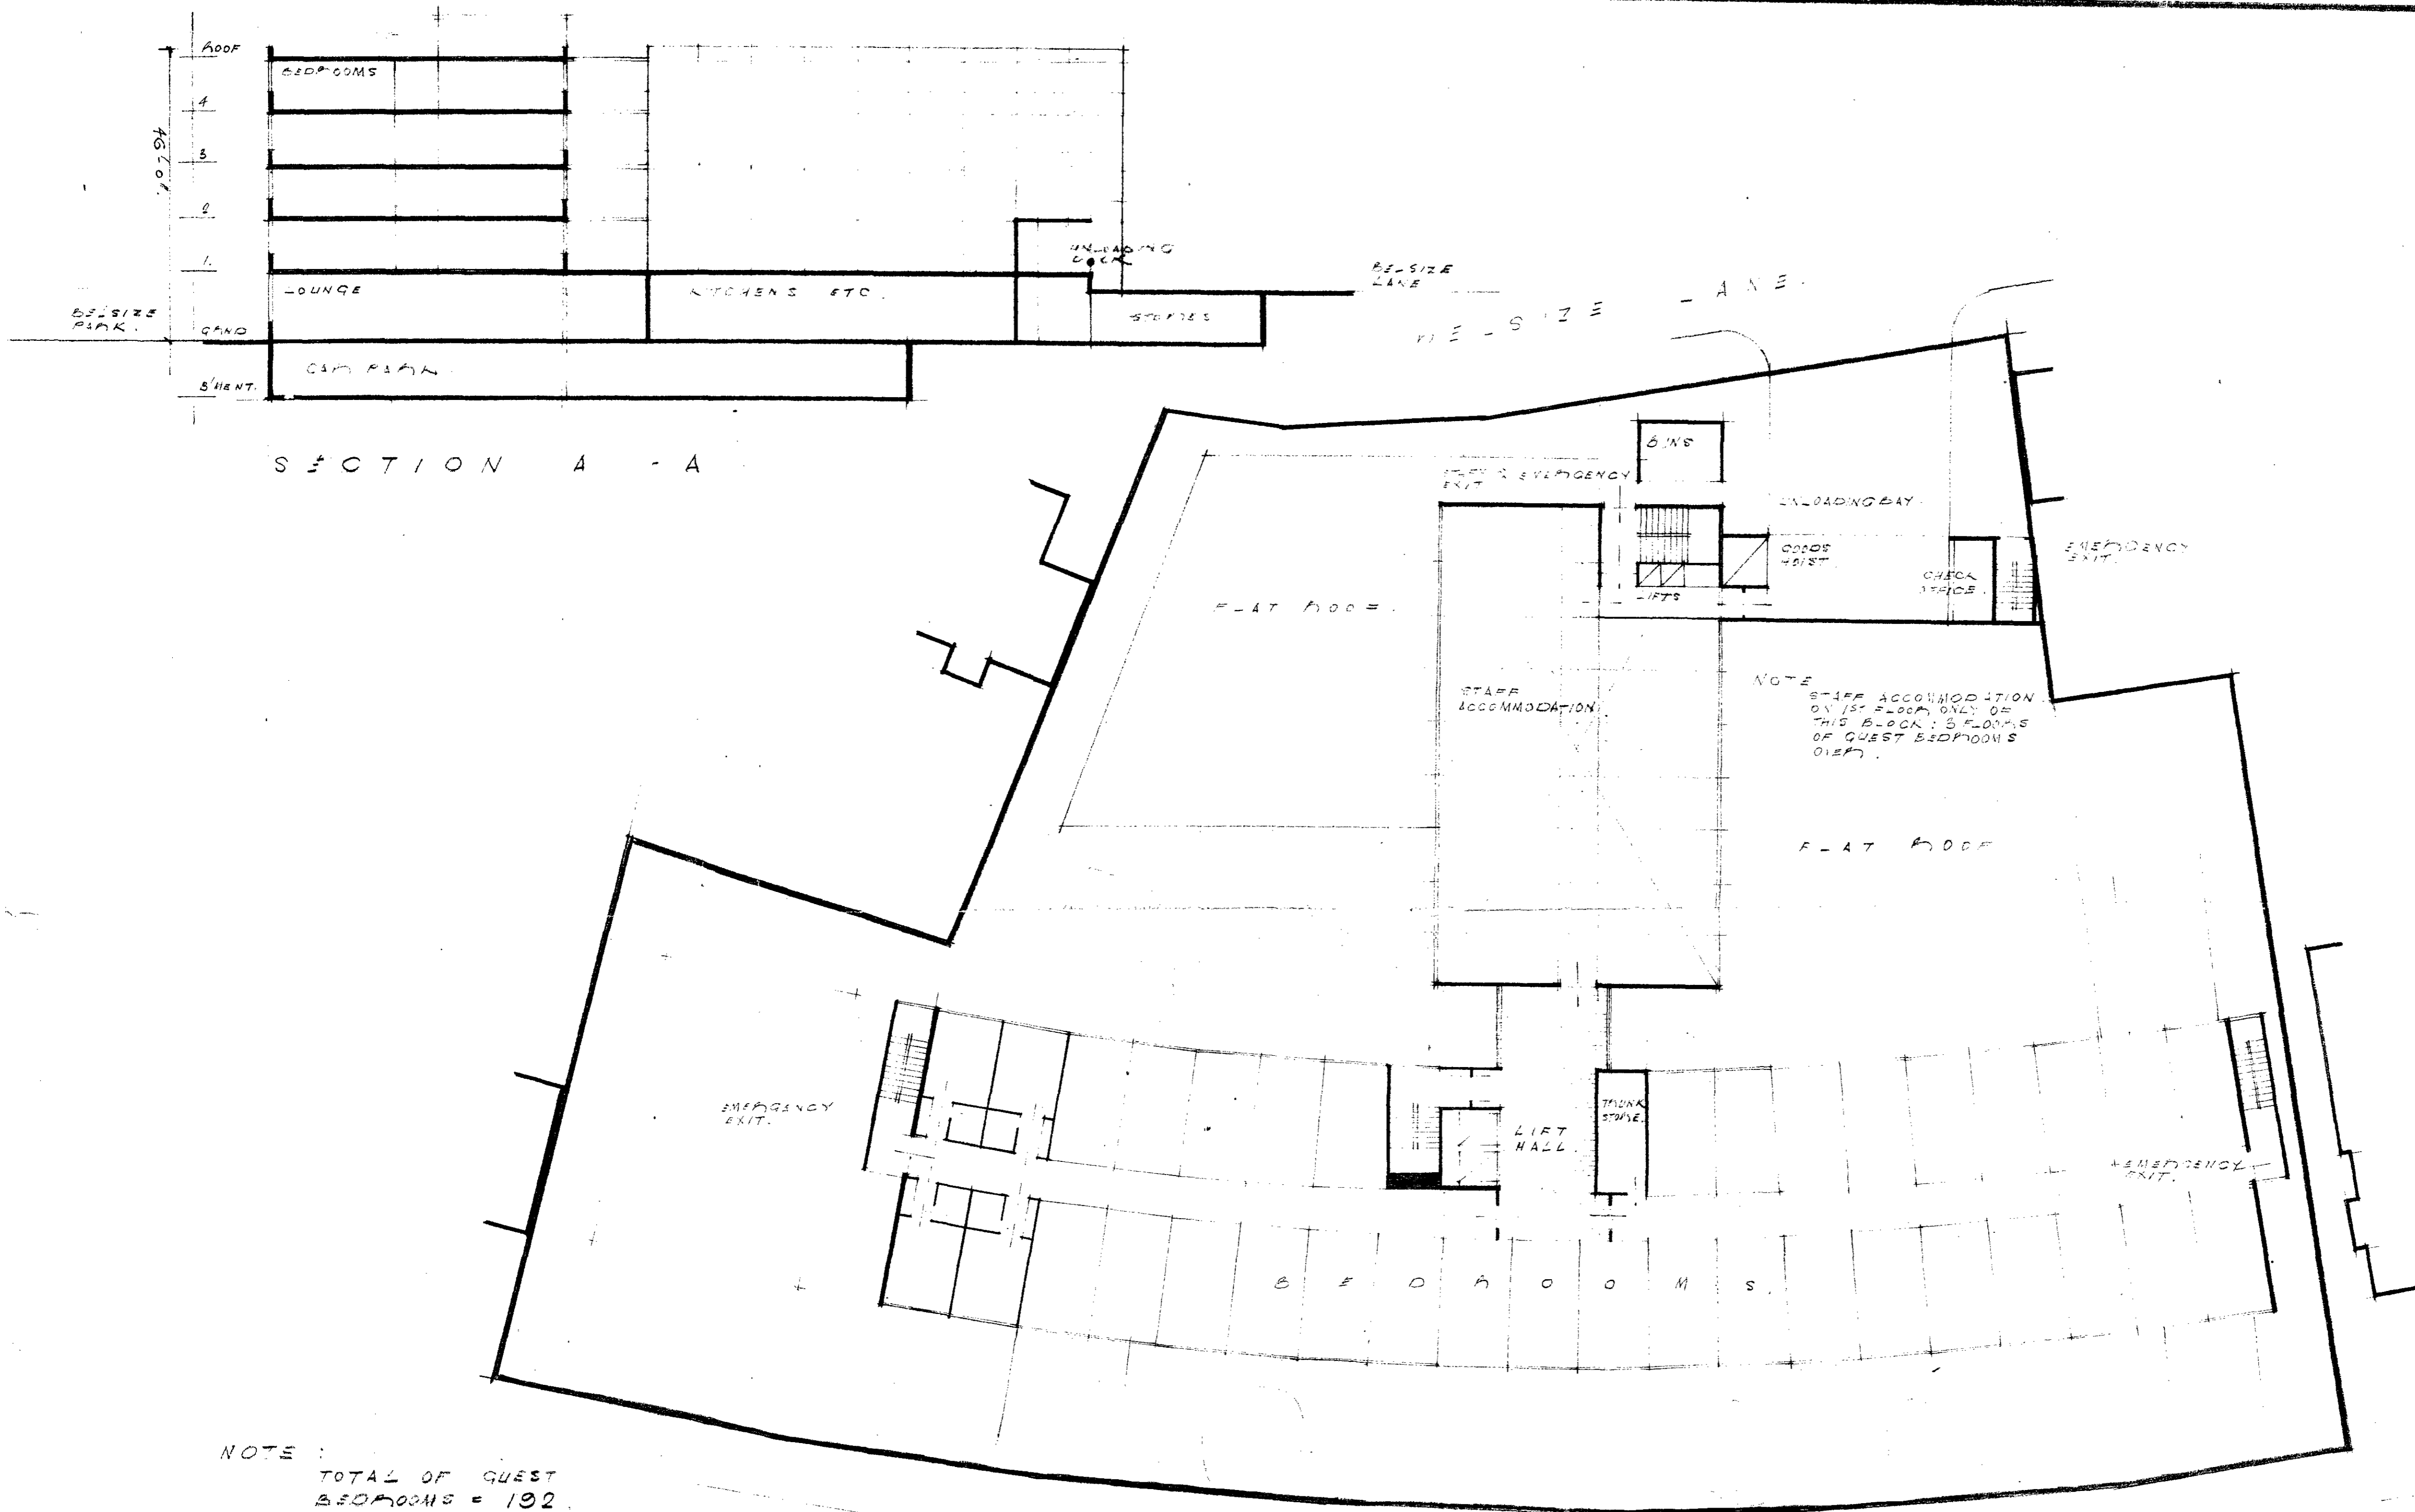 ROOF
BEDROOMS
4
3
2
1.
46'.0".
UNLOADING
DOCK
BELSIZE
LANE
LOUNGE
KITCHENS ETC.
STORES
BELSIZE
PARK.
GRND
CAR PARK.
B'MENT.
SECTION A - A
BELSIZE LANE.
BINS
STAFF & EMERGENCY
EXIT
UNLOADING BAY.
GOODS
HOIST.
LIFTS
CHECK
OFFICE.
EMERGENCY
EXIT.
FLAT ROOF.
STAFF
ACCOMMODATION.
NOTE
STAFF ACCOMMODATION
ON 1ST FLOOR ONLY OF
THIS BLOCK: 3 FLOORS
OF GUEST BEDROOMS
OVER.
FLAT ROOF
EMERGENCY
EXIT.
LIFT
HALL.
TRUNK
STORE.
EMERGENCY
EXIT.
BEDROOMS.
NOTE :
TOTAL OF GUEST
BEDROOMS = 192.